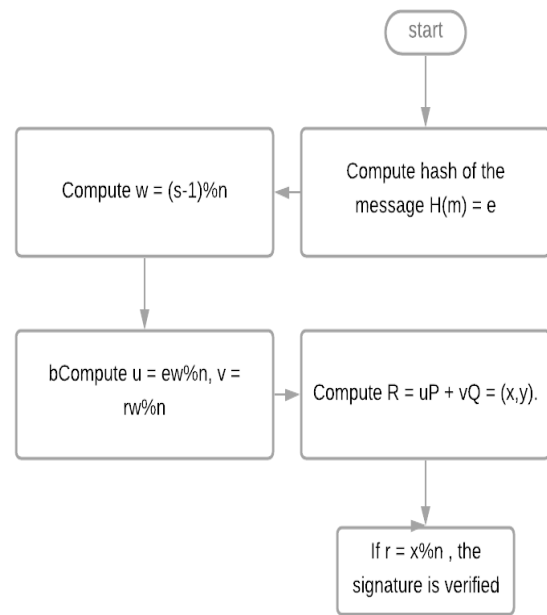 start
Compute hash of the
message H(m) = e
Compute w = (s-1)%n
bCompute u = ew%n, v =
rw%n
Compute R = uP + vQ = (x,y).
If r = x%n , the
signature is verified